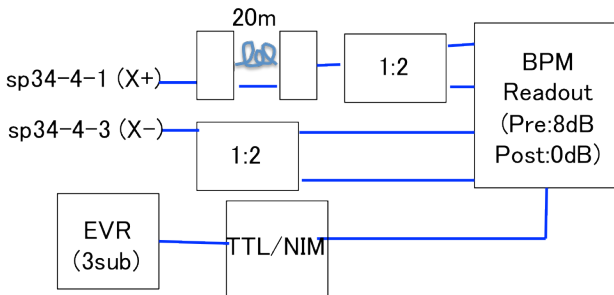 20m
sp34-4-1 (X+)
1:2
BPM
Readout
(Pre:8dB
Post:0dB)
sp34-4-3 (X-)
1:2
EVR
(3sub)
TTL/NIM